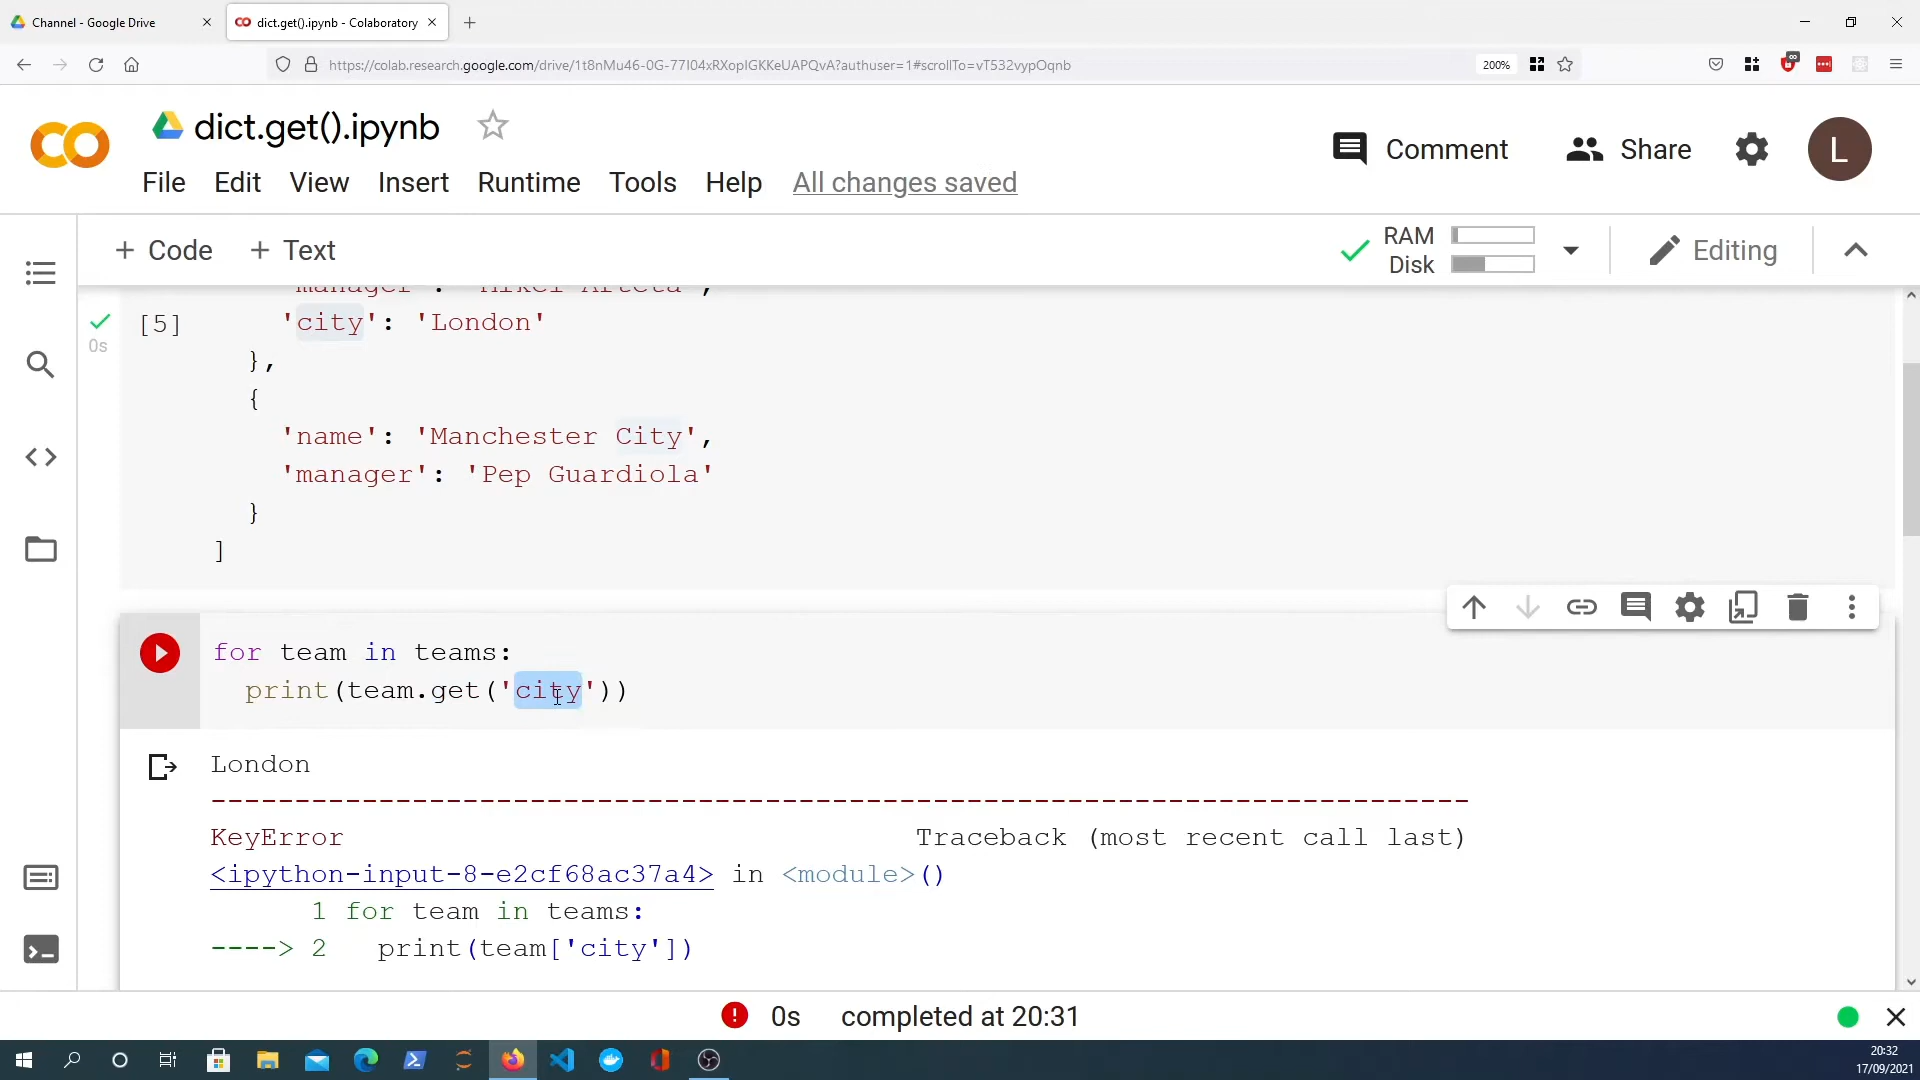 Channel - Google Drive
dict.get().ipynb - Colaboratory
https://colab.research.google.com/drive/1t8nMu46-0G-77I04xRXopIGKKeUAPQvA?authuser=1#scrollTo=vT532vypOqnb
200%
dict.get().ipynb
Comment
Share
L
File Edit View Insert Runtime Tools Help All changes saved
+ Code + Text
RAM
Disk
Editing
'manager': 'Mikel Arteta',
[5] 'city': 'London'
0s
},
{
'name': 'Manchester City',
'manager': 'Pep Guardiola'
}
]
for team in teams:
print(team.get('city'))
London
---------------------------------------------------------------------------
KeyError Traceback (most recent call last)
<ipython-input-8-e2cf68ac37a4> in <module>()
1 for team in teams:
----> 2 print(team['city'])
0s completed at 20:31
20:32
17/09/2021